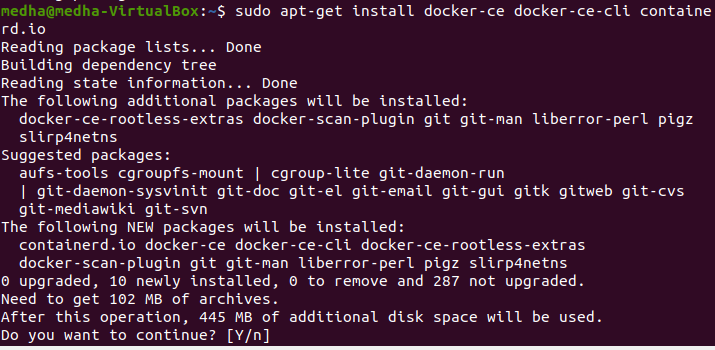 medha@medha-VirtualBox:~$ sudo apt-get install docker-ce docker-ce-cli containe
rd.io
Reading package lists... Done
Building dependency tree
Reading state information... Done
The following additional packages will be installed:
  docker-ce-rootless-extras docker-scan-plugin git git-man liberror-perl pigz
  slirp4netns
Suggested packages:
  aufs-tools cgroupfs-mount | cgroup-lite git-daemon-run
  | git-daemon-sysvinit git-doc git-el git-email git-gui gitk gitweb git-cvs
  git-mediawiki git-svn
The following NEW packages will be installed:
  containerd.io docker-ce docker-ce-cli docker-ce-rootless-extras
  docker-scan-plugin git git-man liberror-perl pigz slirp4netns
0 upgraded, 10 newly installed, 0 to remove and 287 not upgraded.
Need to get 102 MB of archives.
After this operation, 445 MB of additional disk space will be used.
Do you want to continue? [Y/n]